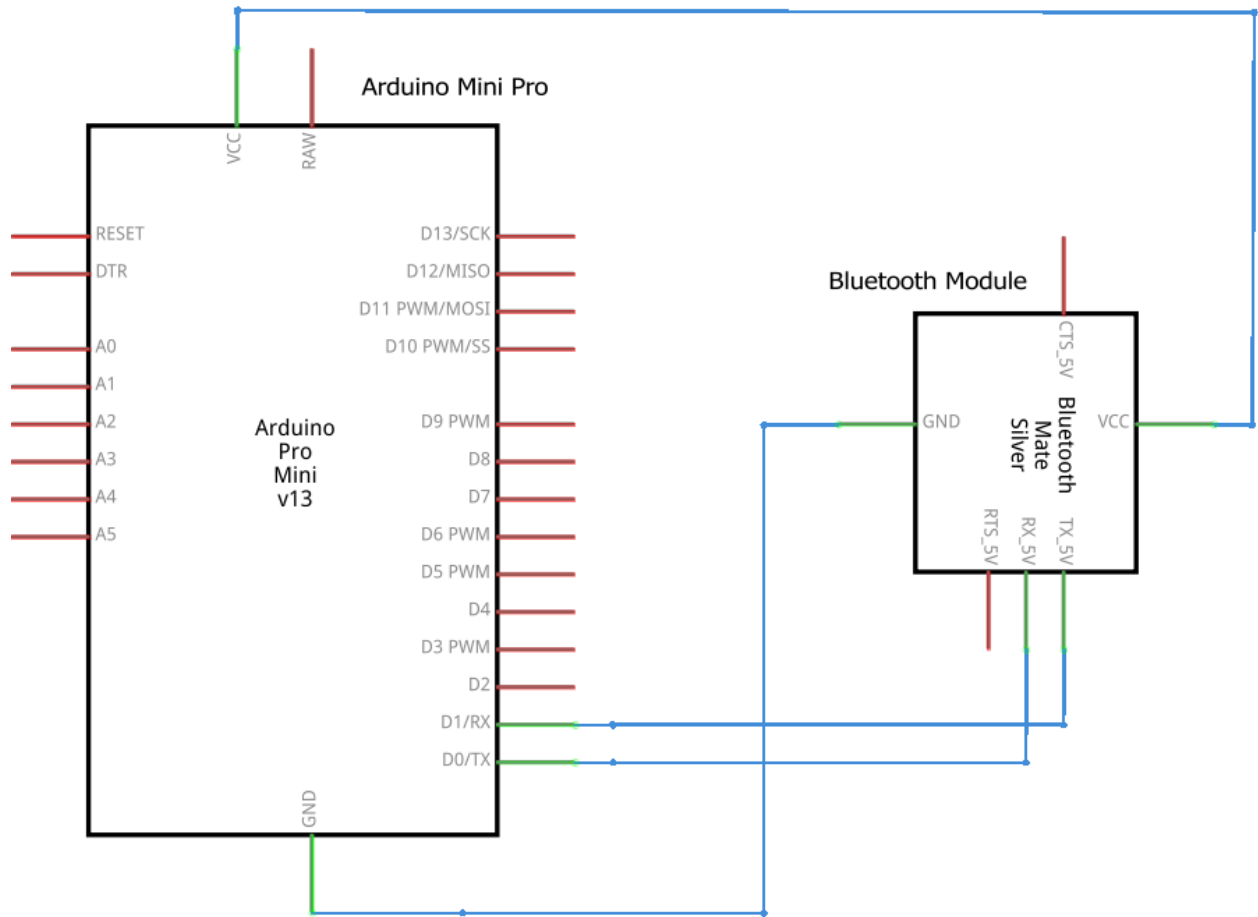 Arduino Mini Pro
VCC
RAW
RESET
DTR
A0
A1
A2
A3
A4
A5
Arduino
Pro
Mini
v13
D13/SCK
D12/MISO
D11 PWM/MOSI
D10 PWM/SS
D9 PWM
D8
D7
D6 PWM
D5 PWM
D4
D3 PWM
D2
D1/RX
D0/TX
GND
Bluetooth Module
CTS_5V
GND
Bluetooth
Mate
Silver
VCC
RTS_5V
RX_5V
TX_5V